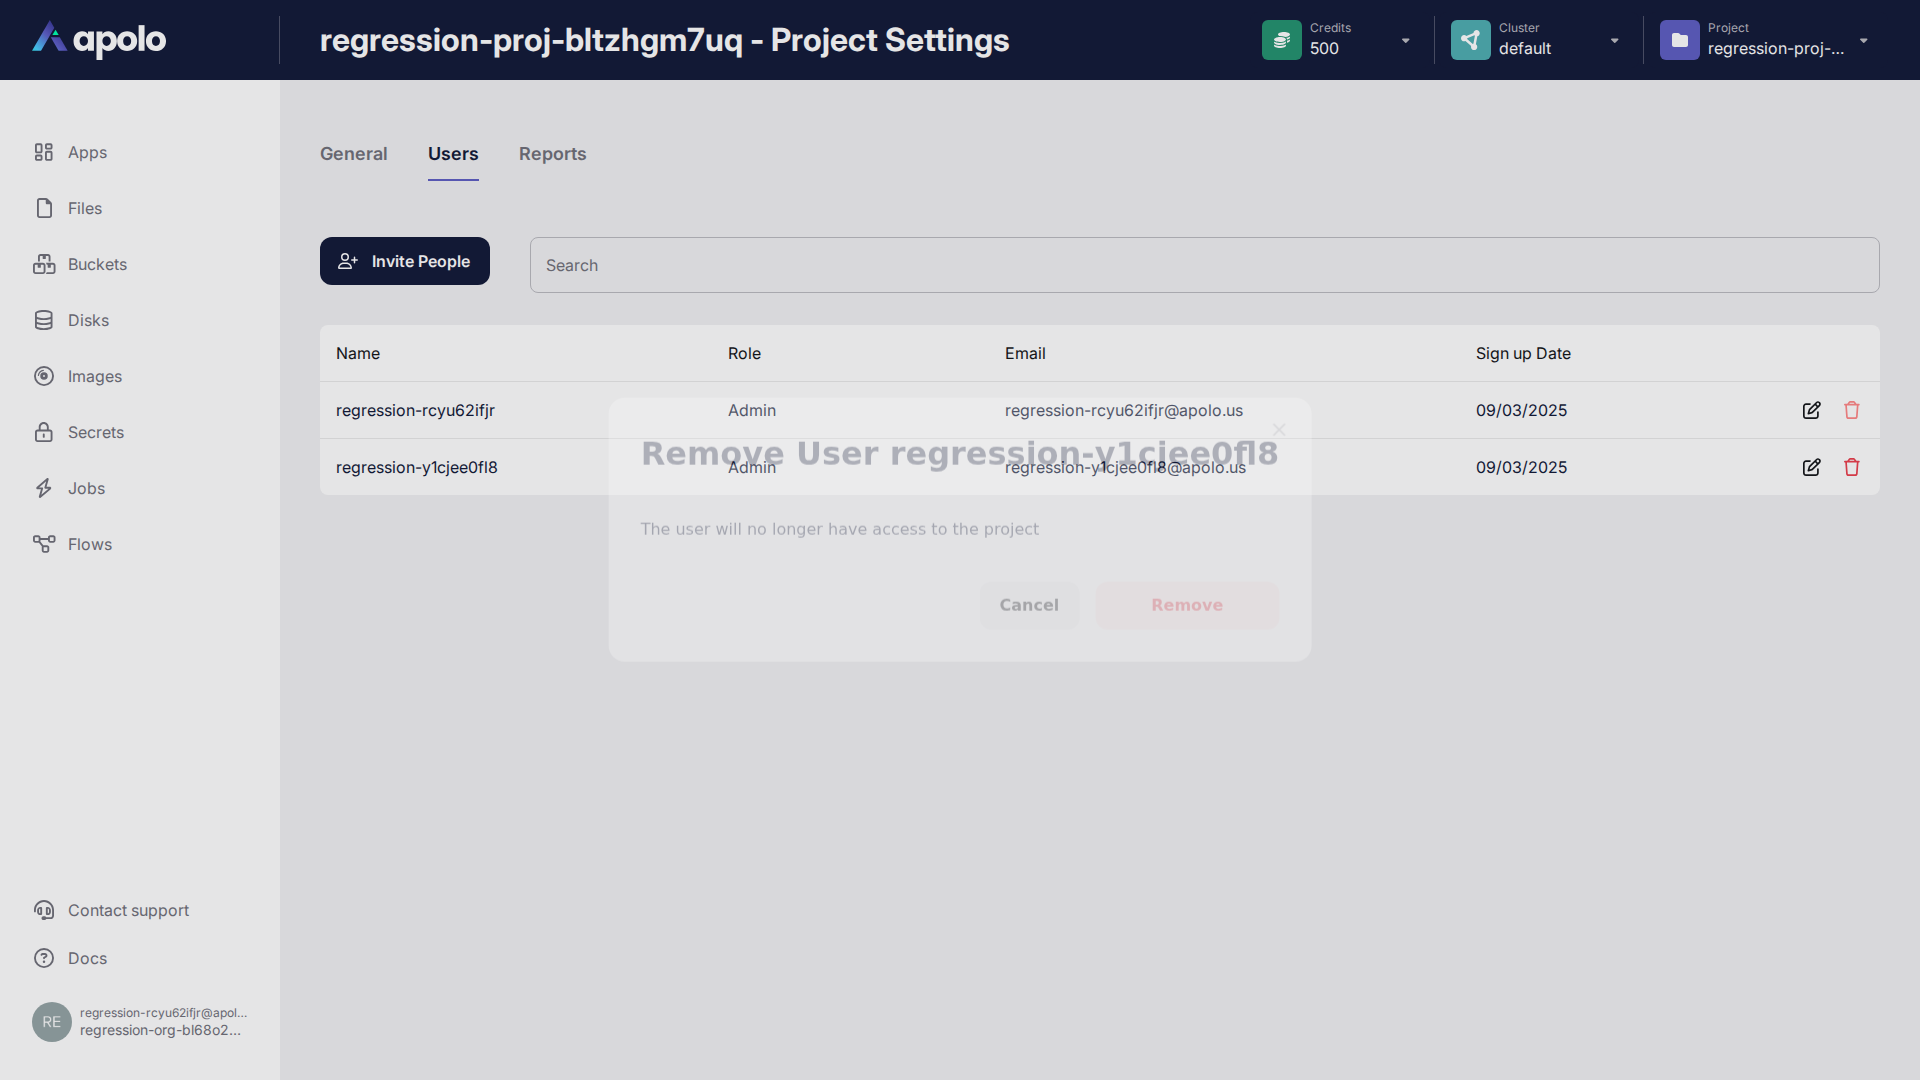 apolo
regression-proj-bltzhgm7uq - Project Settings
Credits
500
Cluster
default
Project
regression-proj-...
Apps
Files
Buckets
Disks
Images
Secrets
Jobs
Flows
Contact support
Docs
RE
regression-rcyu62ifjr@apol...
regression-org-bl68o2...
General
Users
Reports
Invite People
Search
Name
Role
Email
Sign up Date
regression-rcyu62ifjr
Admin
regression-rcyu62ifjr@apolo.us
09/03/2025
regression-y1cjee0fl8
Admin
regression-y1cjee0fl8@apolo.us
09/03/2025
Remove User regression-y1cjee0fl8
The user will no longer have access to the project
Cancel
Remove